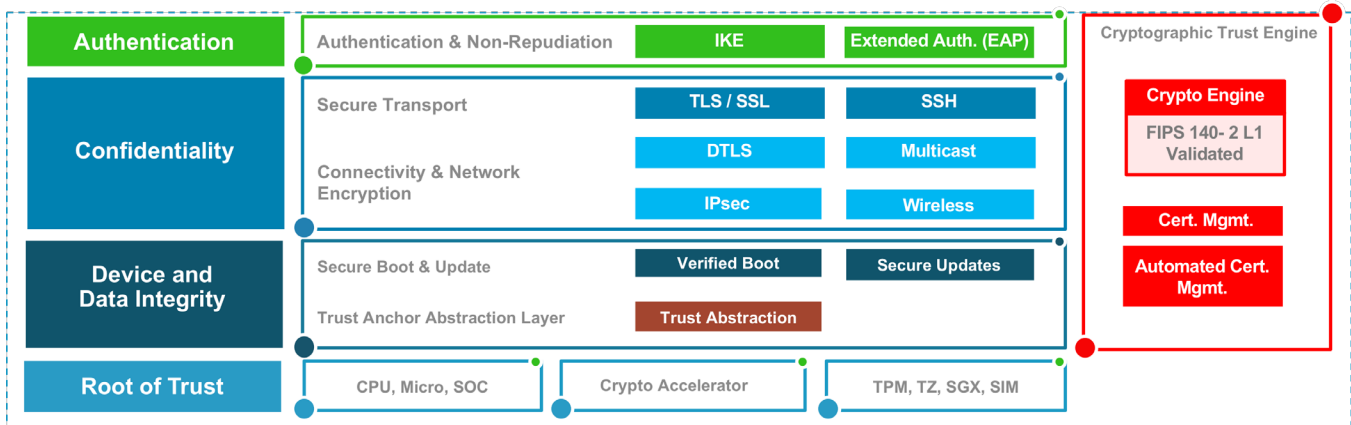 Authentication
Authentication & Non-Repudiation
IKE
Extended Auth. (EAP)
Cryptographic Trust Engine
Confidentiality
Secure Transport
TLS / SSL
SSH
Connectivity & Network
Encryption
DTLS
Multicast
IPsec
Wireless
Crypto Engine
FIPS 140- 2 L1
Validated
Cert. Mgmt.
Automated Cert.
Mgmt.
Device and
Data Integrity
Secure Boot & Update
Verified Boot
Secure Updates
Trust Anchor Abstraction Layer
Trust Abstraction
Root of Trust
CPU, Micro, SOC
Crypto Accelerator
TPM, TZ, SGX, SIM